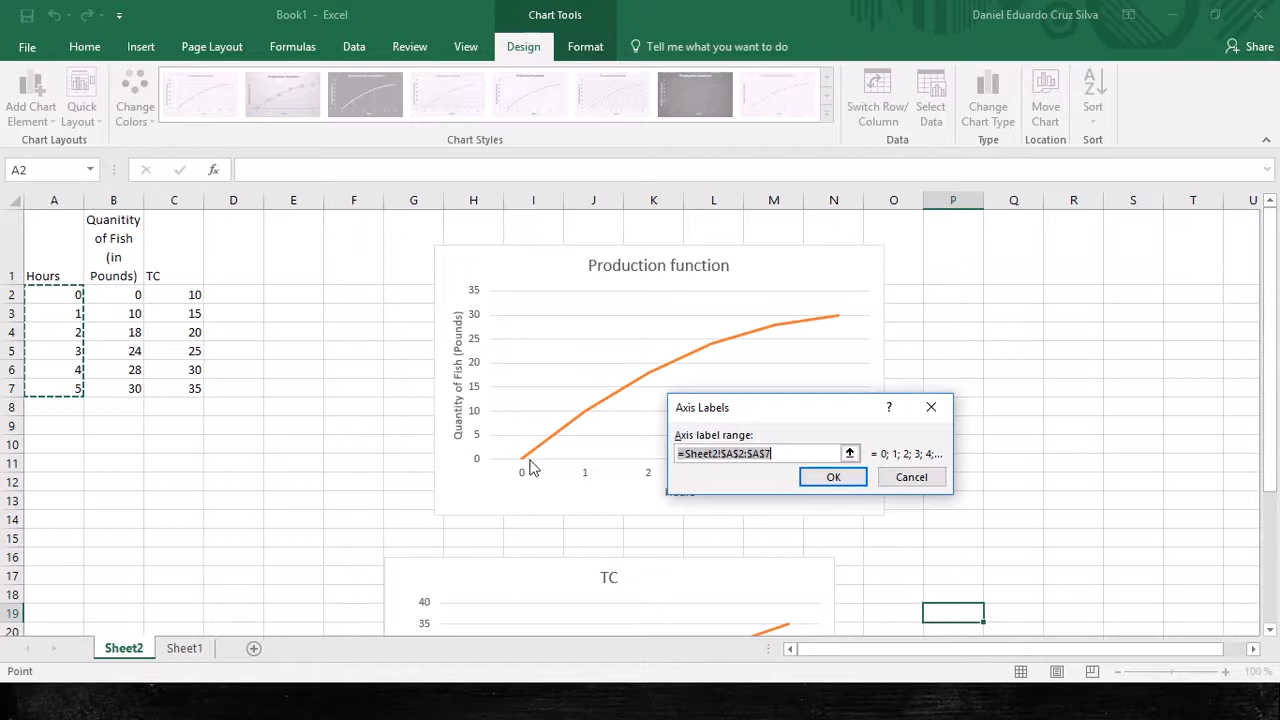 Book1 - Excel
Chart Tools
Daniel Eduardo Cruz Silva
File Home Insert Page Layout Formulas Data Review View Design Format Tell me what you want to do Share
Add Chart Element
Quick Layout
Change Colors
Switch Row/ Column
Select Data
Change Chart Type
Move Chart
Sort
Chart Layouts Chart Styles Data Type Location Sort
A2 fx
A B C D E F G H I J K L M N O P Q R S T U
Quanitity
of Fish
(in
1 Hours Pounds) TC
2 0 0 10
3 1 10 15
4 2 18 20
5 3 24 25
6 4 28 30
7 5 30 35
8
9
10
11
12
13
14
15
16
17
18
19
20
Production function
Quantity of Fish (Pounds)
35
30
25
20
15
10
5
0
0 1 2
Axis Labels ?
Axis label range:
=Sheet2!$A$2:$A$7 = 0; 1; 2; 3; 4;...
OK Cancel
TC
40
35
Sheet2 Sheet1
Point 100 %